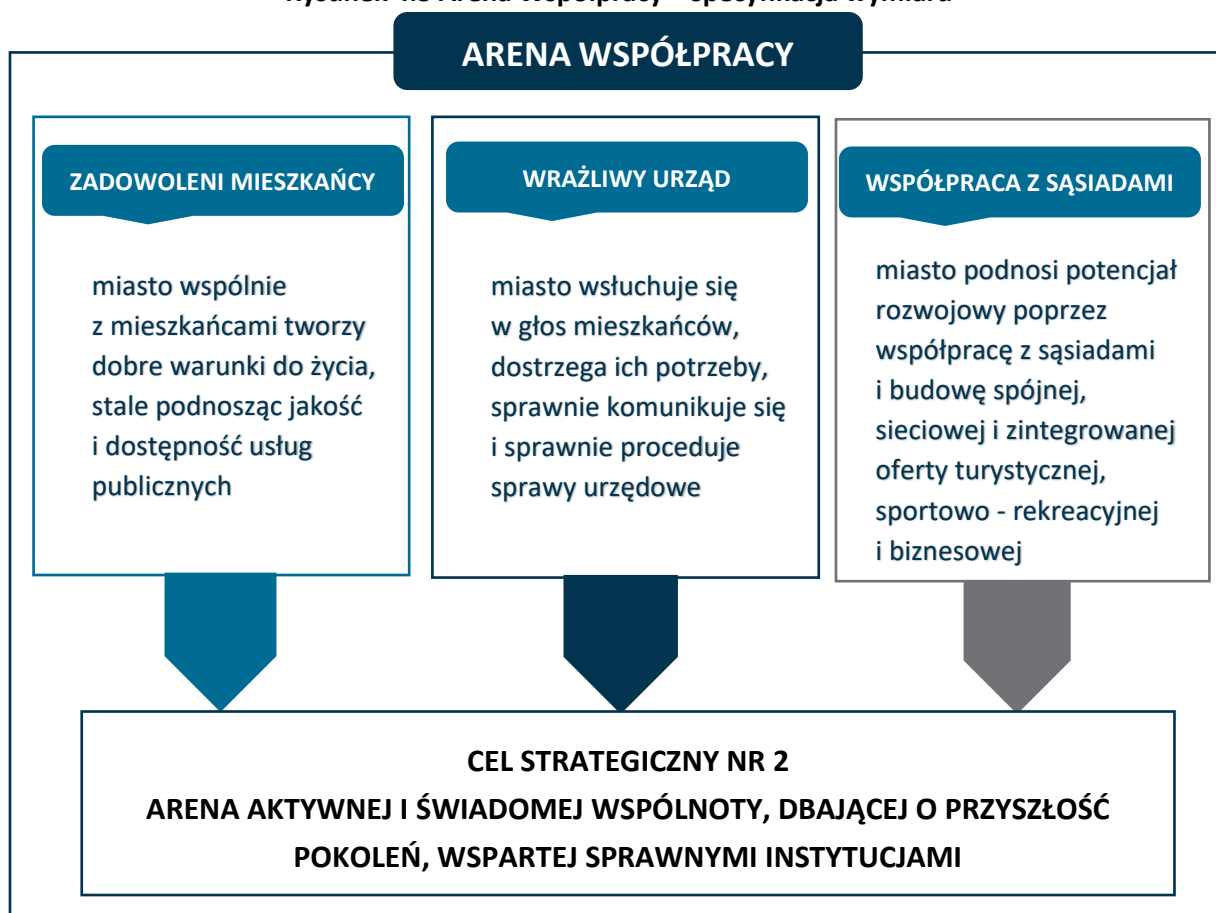 ARENA WSPÓŁPRACY
ZADOWOLENI MIESZKAŃCY
miasto wspólnie
z mieszkańcami tworzy
dobre warunki do życia,
stale podnosząc jakość
i dostępność usług
publicznych
WRAŻLIWY URZĄD
miasto wsłuchuje się
w głos mieszkańców,
dostrzega ich potrzeby,
sprawnie komunikuje się
i sprawnie proceduje
sprawy urzędowe
WSPÓŁPRACA Z SĄSIADAMI
miasto podnosi potencjał
rozwojowy poprzez
współpracę z sąsiadami
i budowę spójnej,
sieciowej i zintegrowanej
oferty turystycznej,
sportowo - rekreacyjnej
i biznesowej
CEL STRATEGICZNY NR 2
ARENA AKTYWNEJ I ŚWIADOMEJ WSPÓLNOTY, DBAJĄCEJ O PRZYSZŁOŚĆ
POKOLEŃ, WSPARTEJ SPRAWNYMI INSTYTUCJAMI